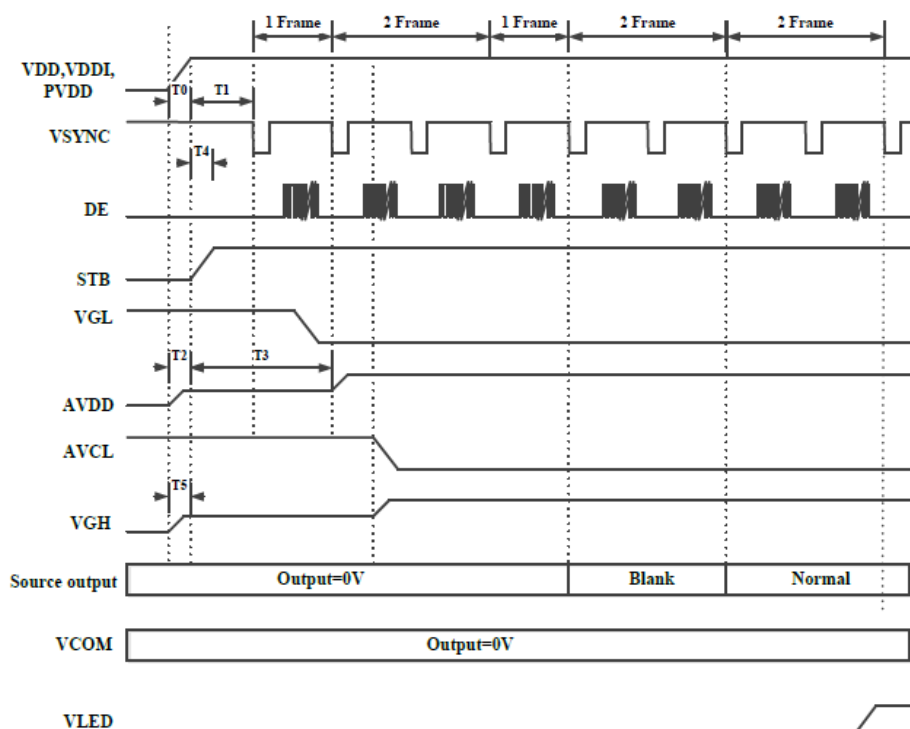 1 Frame 2 Frame 1 Frame 2 Frame 2 Frame
VDD,VDDI,
PVDD
T0 T1
VSYNC
T4
DE
STB
VGL
T2 T3
AVDD
AVCL
T5
VGH
Source output Output=0V Blank Normal
VCOM Output=0V
VLED